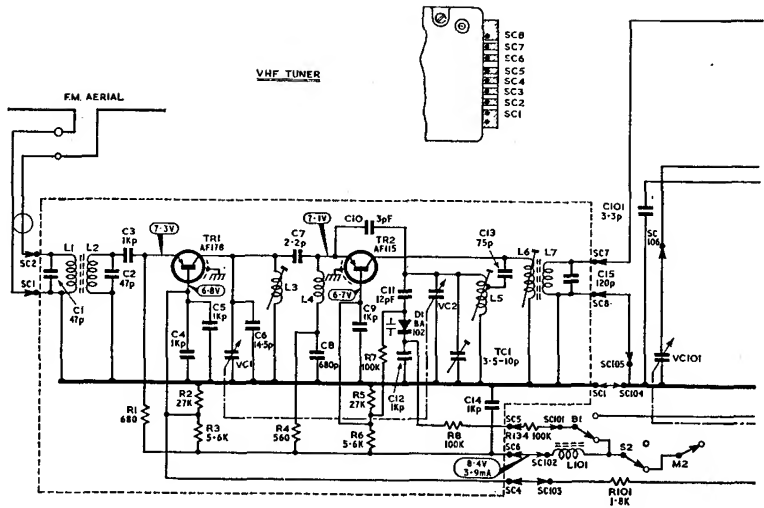 SC8
SC7
SC6
SC5
SC4
SC3
SC2
SC1
VHF TUNER
F.M. AERIAL
C101
3·3p
SC
106
C10
3pF
7·3V
7·1V
C3
1Kp
TR1
AF178
C7
2·2p
TR2
AF115
C13
75p
L1
L2
L6
L7
SC7
SC2
SC1
C2
47p
C1
47p
6·8V
L3
L4
6·7V
C11
12pF
VC2
L5
C15
120p
SC8
C4
1Kp
C5
1Kp
C6
14·5p
VC1
C9
1Kp
D1
BA
102
C8
680p
R7
100K
C12
1Kp
TC1
3·5-10p
SC105
VC101
SC1
SC104
R1
680
R2
27K
R3
5·6K
R4
560
R5
27K
R6
5·6K
C14
1Kp
R8
100K
SC5
SC101
B1
R134
100K
SC6
SC102
L101
S2
M2
8·4V
3·9mA
SC4
SC103
R101
1·8K